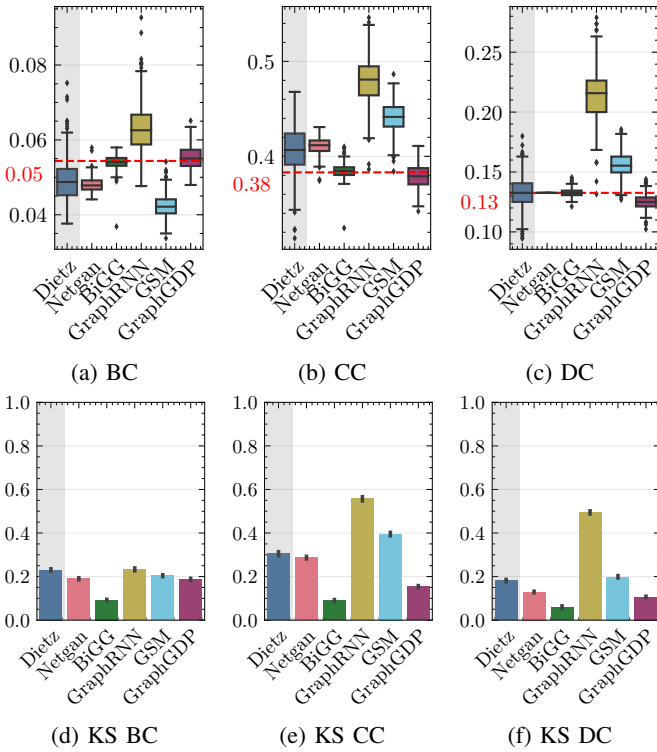 0.08
0.06
0.05
0.04
Dietz
Netgan
BiGG
GraphRNN
GSM
GraphGDP
(a) BC
0.5
0.4
0.38
Dietz
Netgan
BiGG
GraphRNN
GSM
GraphGDP
(b) CC
0.25
0.20
0.15
0.13
0.10
Dietz
Netgan
BiGG
GraphRNN
GSM
GraphGDP
(c) DC
1.0
0.8
0.6
0.4
0.2
0.0
Dietz
Netgan
BiGG
GraphRNN
GSM
GraphGDP
(d) KS BC
1.0
0.8
0.6
0.4
0.2
0.0
Dietz
Netgan
BiGG
GraphRNN
GSM
GraphGDP
(e) KS CC
1.0
0.8
0.6
0.4
0.2
0.0
Dietz
Netgan
BiGG
GraphRNN
GSM
GraphGDP
(f) KS DC